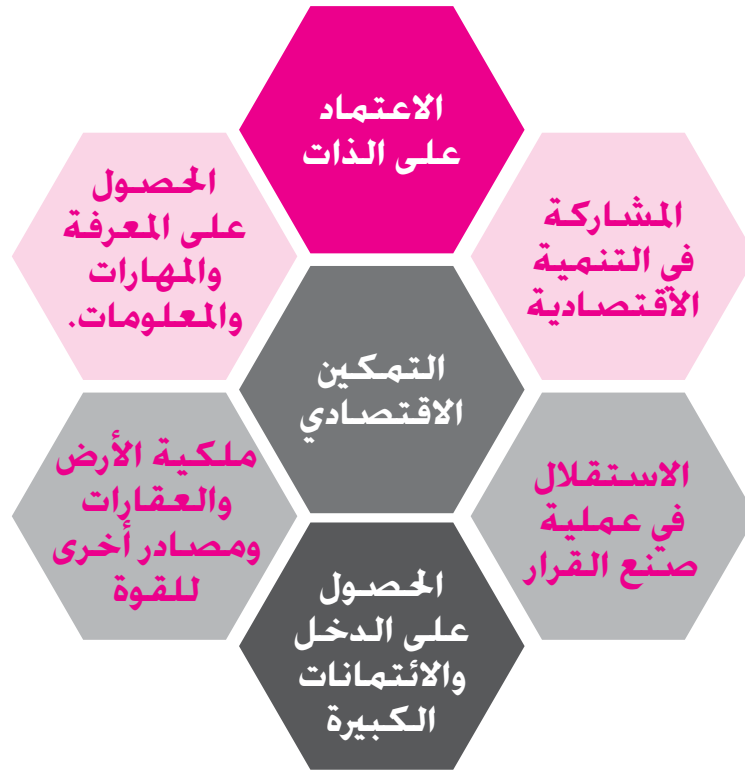 الاعتماد
على الذات
المشاركة
في التنمية
الاقتصادية
الحصول
على المعرفة
والمهارات
والمعلومات.
التمكين
الاقتصادي
الاستقلال
في عملية
صنع القرار
ملكية الأرض
والعقارات
ومصادر أخرى
للقوة
الحصول
على الدخل
والائتمانات
الكبيرة